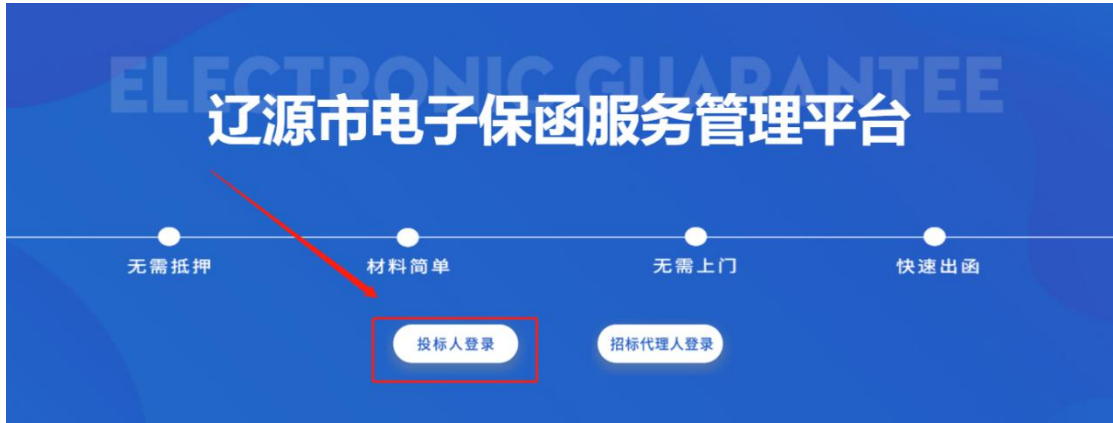 ELECTRONIC GUARANTEE
辽源市电子保函服务管理平台
无需抵押 材料简单 无需上门 快速出函
投标人登录 招标代理人登录